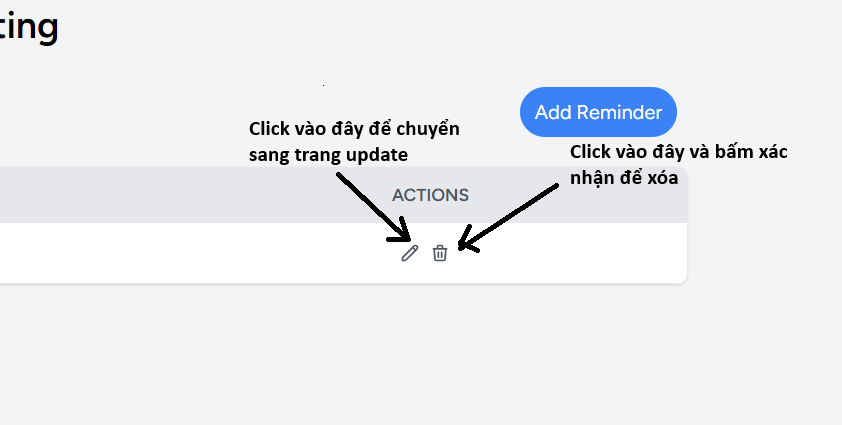 ting
Add Reminder
Click vào đây để chuyển
sang trang update
Click vào đây và bấm xác
nhận để xóa
ACTIONS